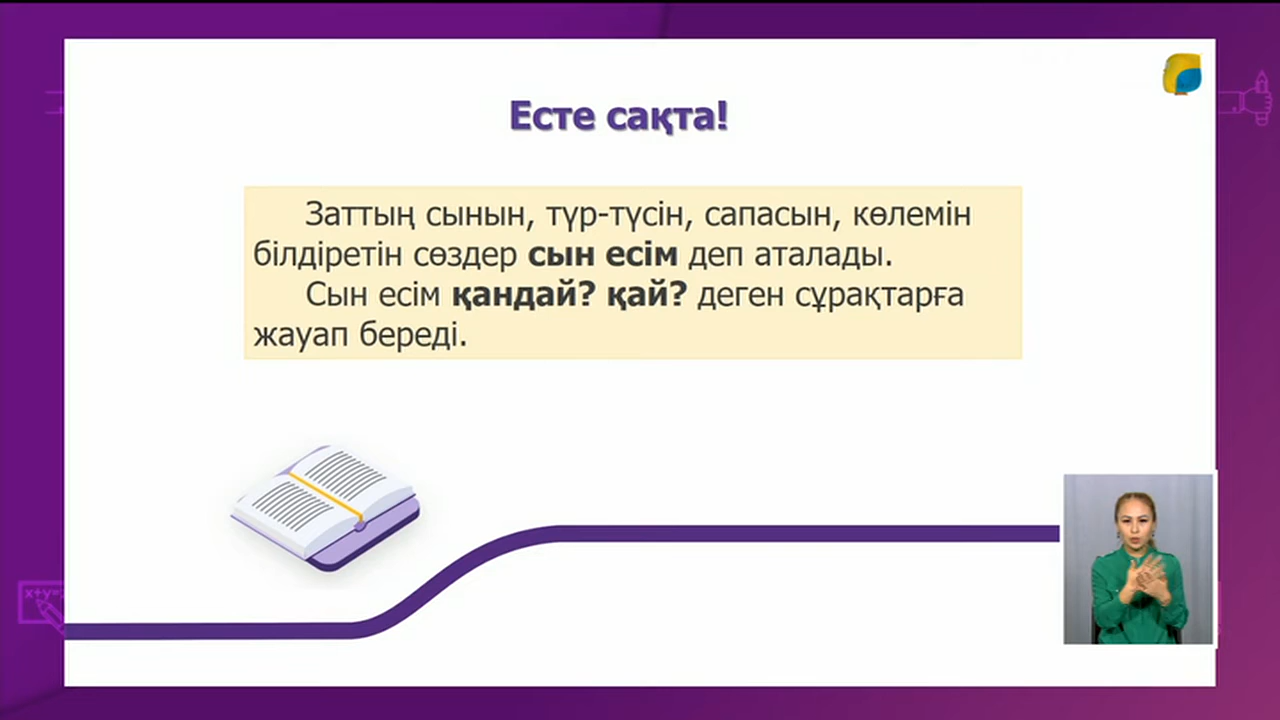 Есте сақта!
Заттың сынын, түр-түсін, сапасын, көлемін
білдіретін сөздер сын есім деп аталады.
Сын есім қандай? қай? деген сұрақтарға
жауап береді.
x+y=